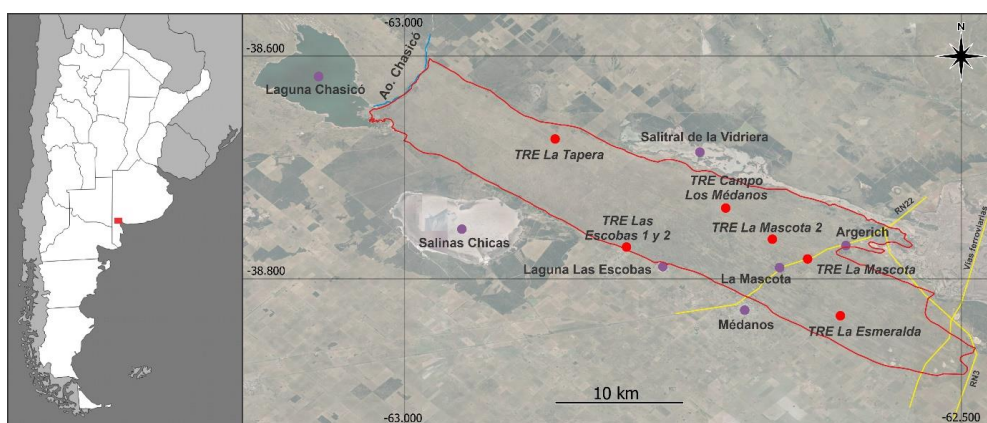 -63.000
-38.600
Ao. Chasicó
Laguna Chasicó
Salitral de la Vidriera
TRE La Tapera
TRE Campo
Los Médanos
RN22
TRE Las
Escobas 1 y 2
TRE La Mascota 2
Argerich
Vías ferroviarias
Salinas Chicas
Laguna Las Escobas
La Mascota
TRE La Mascota
-38.800
Médanos
TRE La Esmeralda
RN3
10 km
-63.000
-62.500